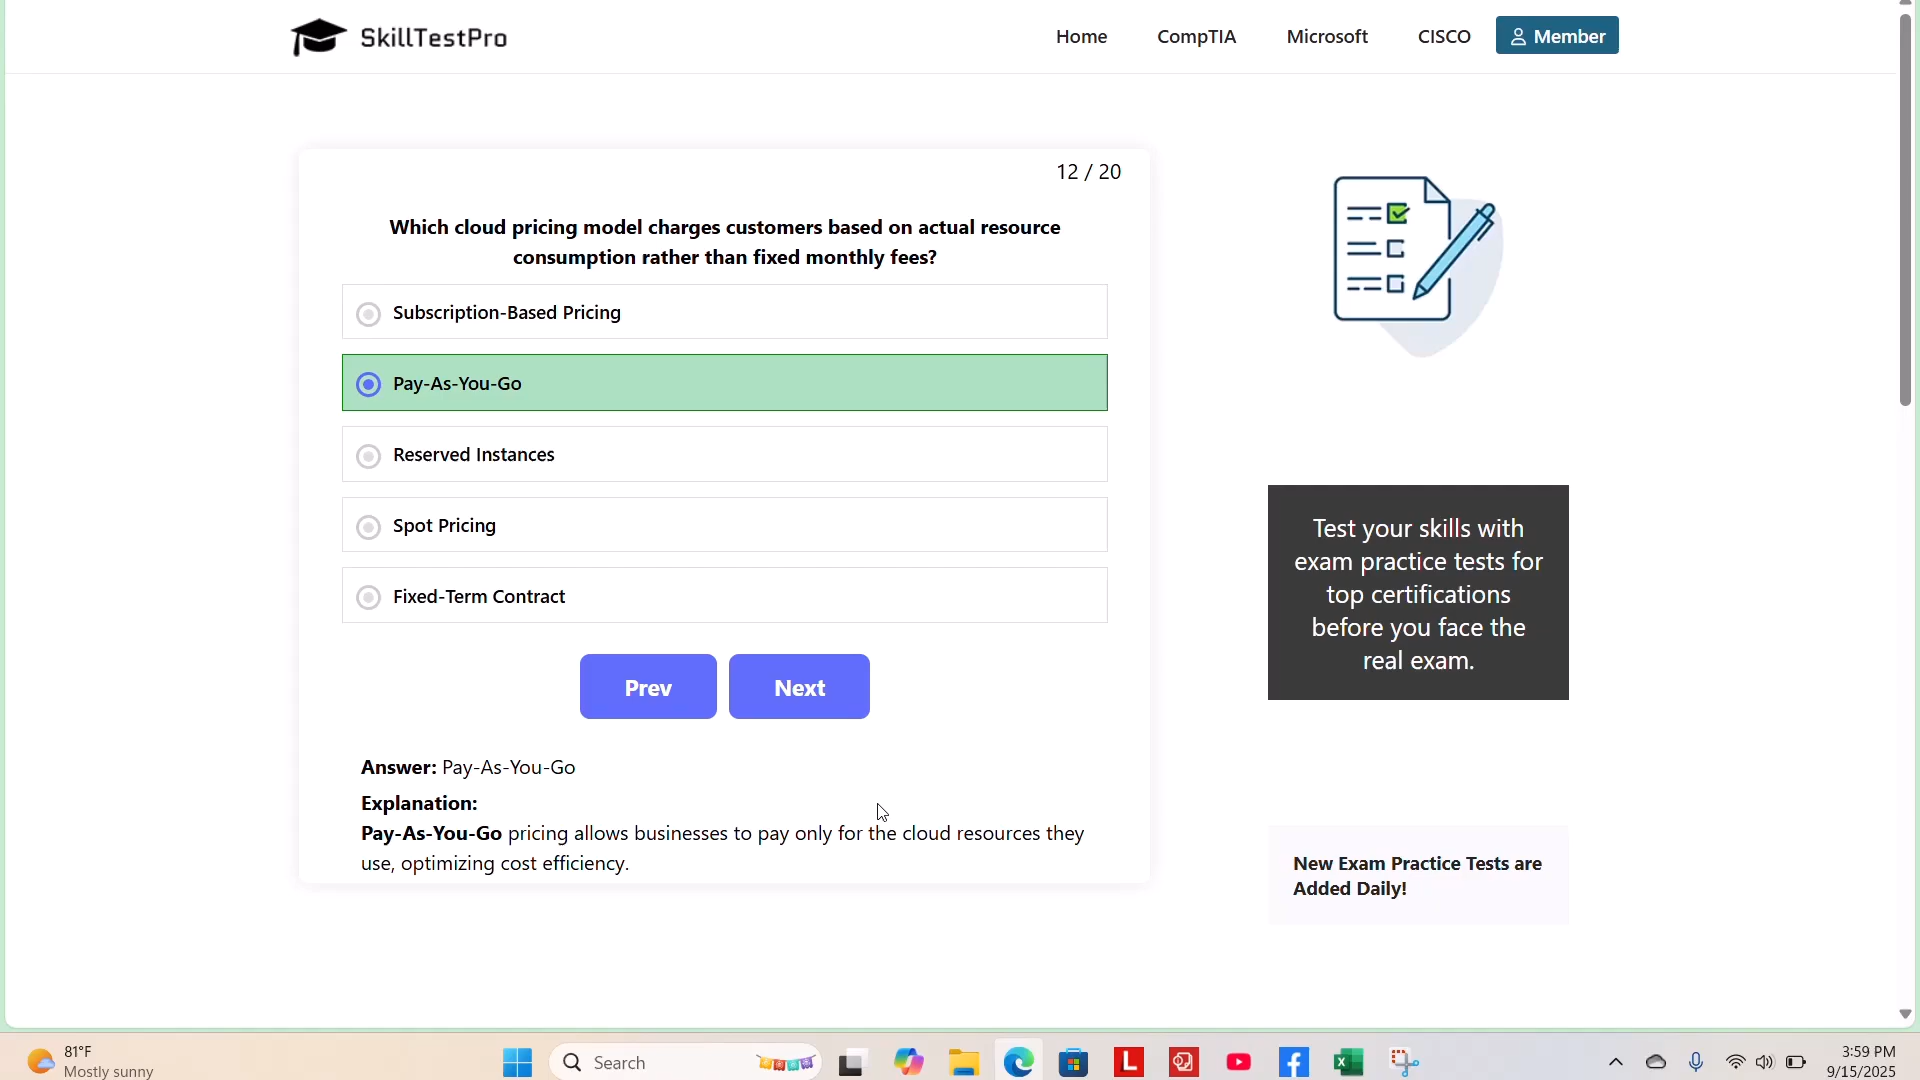 SkillTestPro
Home
CompTIA
Microsoft
CISCO
Member
12 / 20
Which cloud pricing model charges customers based on actual resource
consumption rather than fixed monthly fees?
Subscription-Based Pricing
Pay-As-You-Go
Reserved Instances
Spot Pricing
Fixed-Term Contract
Prev
Next
Answer: Pay-As-You-Go
Explanation:
Pay-As-You-Go pricing allows businesses to pay only for the cloud resources they
use, optimizing cost efficiency.
Test your skills with
exam practice tests for
top certifications
before you face the
real exam.
New Exam Practice Tests are
Added Daily!
81°F
Mostly sunny
Search
L
3:59 PM
9/15/2025